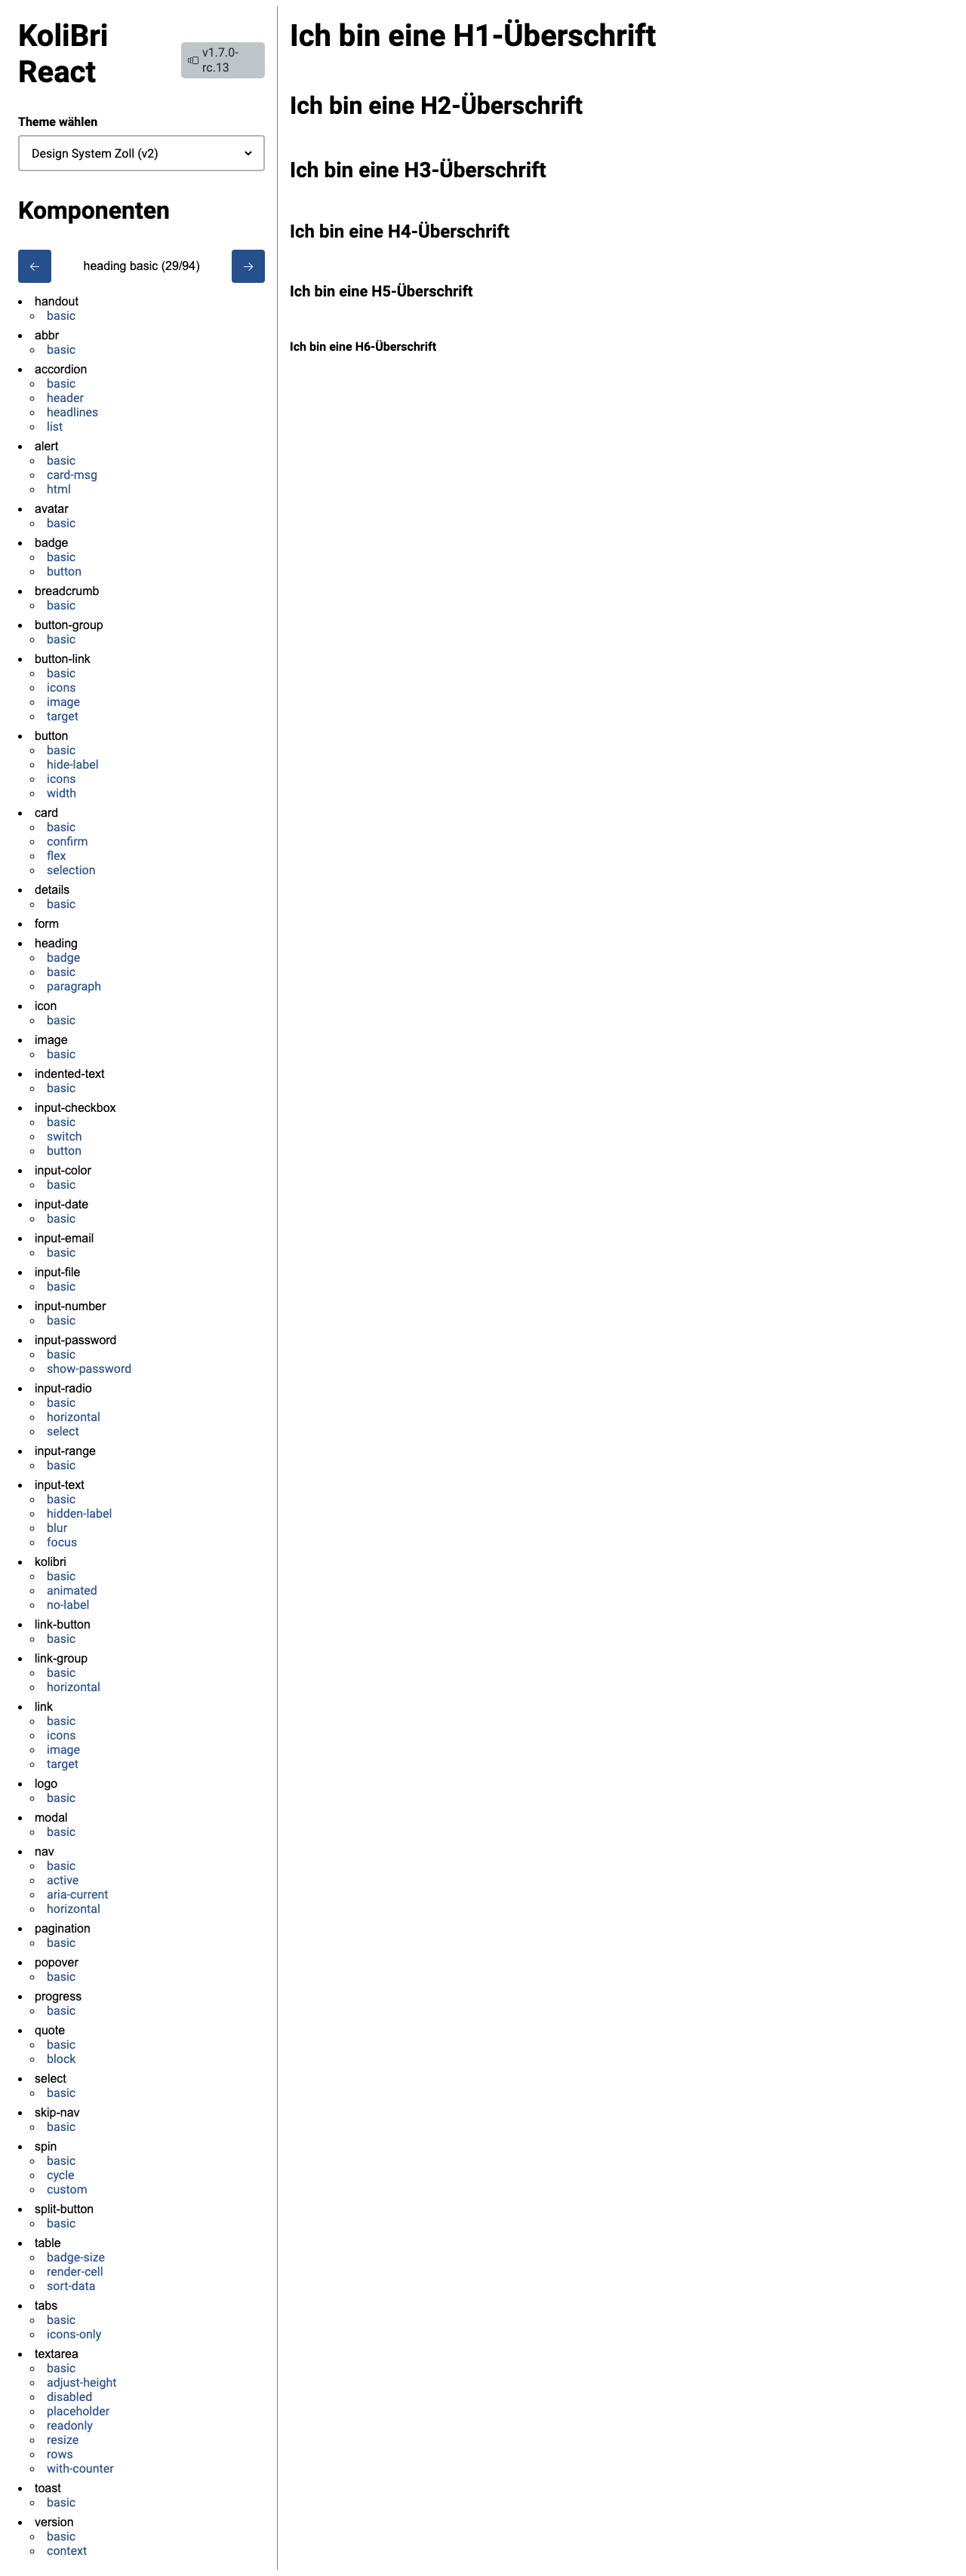 KoliBri
React
v1.7.0-
rc.13
Theme wählen
Design System Zoll (v2)
Komponenten
heading basic (29/94)
handout
basic
abbr
basic
accordion
basic
header
headlines
list
alert
basic
card-msg
html
avatar
basic
badge
basic
button
breadcrumb
basic
button-group
basic
button-link
basic
icons
image
target
button
basic
hide-label
icons
width
card
basic
confirm
flex
selection
details
basic
form
heading
badge
basic
paragraph
icon
basic
image
basic
indented-text
basic
input-checkbox
basic
switch
button
input-color
basic
input-date
basic
input-email
basic
input-file
basic
input-number
basic
input-password
basic
show-password
input-radio
basic
horizontal
select
input-range
basic
input-text
basic
hidden-label
blur
focus
kolibri
basic
animated
no-label
link-button
basic
link-group
basic
horizontal
link
basic
icons
image
target
logo
basic
modal
basic
nav
basic
active
aria-current
horizontal
pagination
basic
popover
basic
progress
basic
quote
basic
block
select
basic
skip-nav
basic
spin
basic
cycle
custom
split-button
basic
table
badge-size
render-cell
sort-data
tabs
basic
icons-only
textarea
basic
adjust-height
disabled
placeholder
readonly
resize
rows
with-counter
toast
basic
version
basic
context
Ich bin eine H1-Überschrift
Ich bin eine H2-Überschrift
Ich bin eine H3-Überschrift
Ich bin eine H4-Überschrift
Ich bin eine H5-Überschrift
Ich bin eine H6-Überschrift